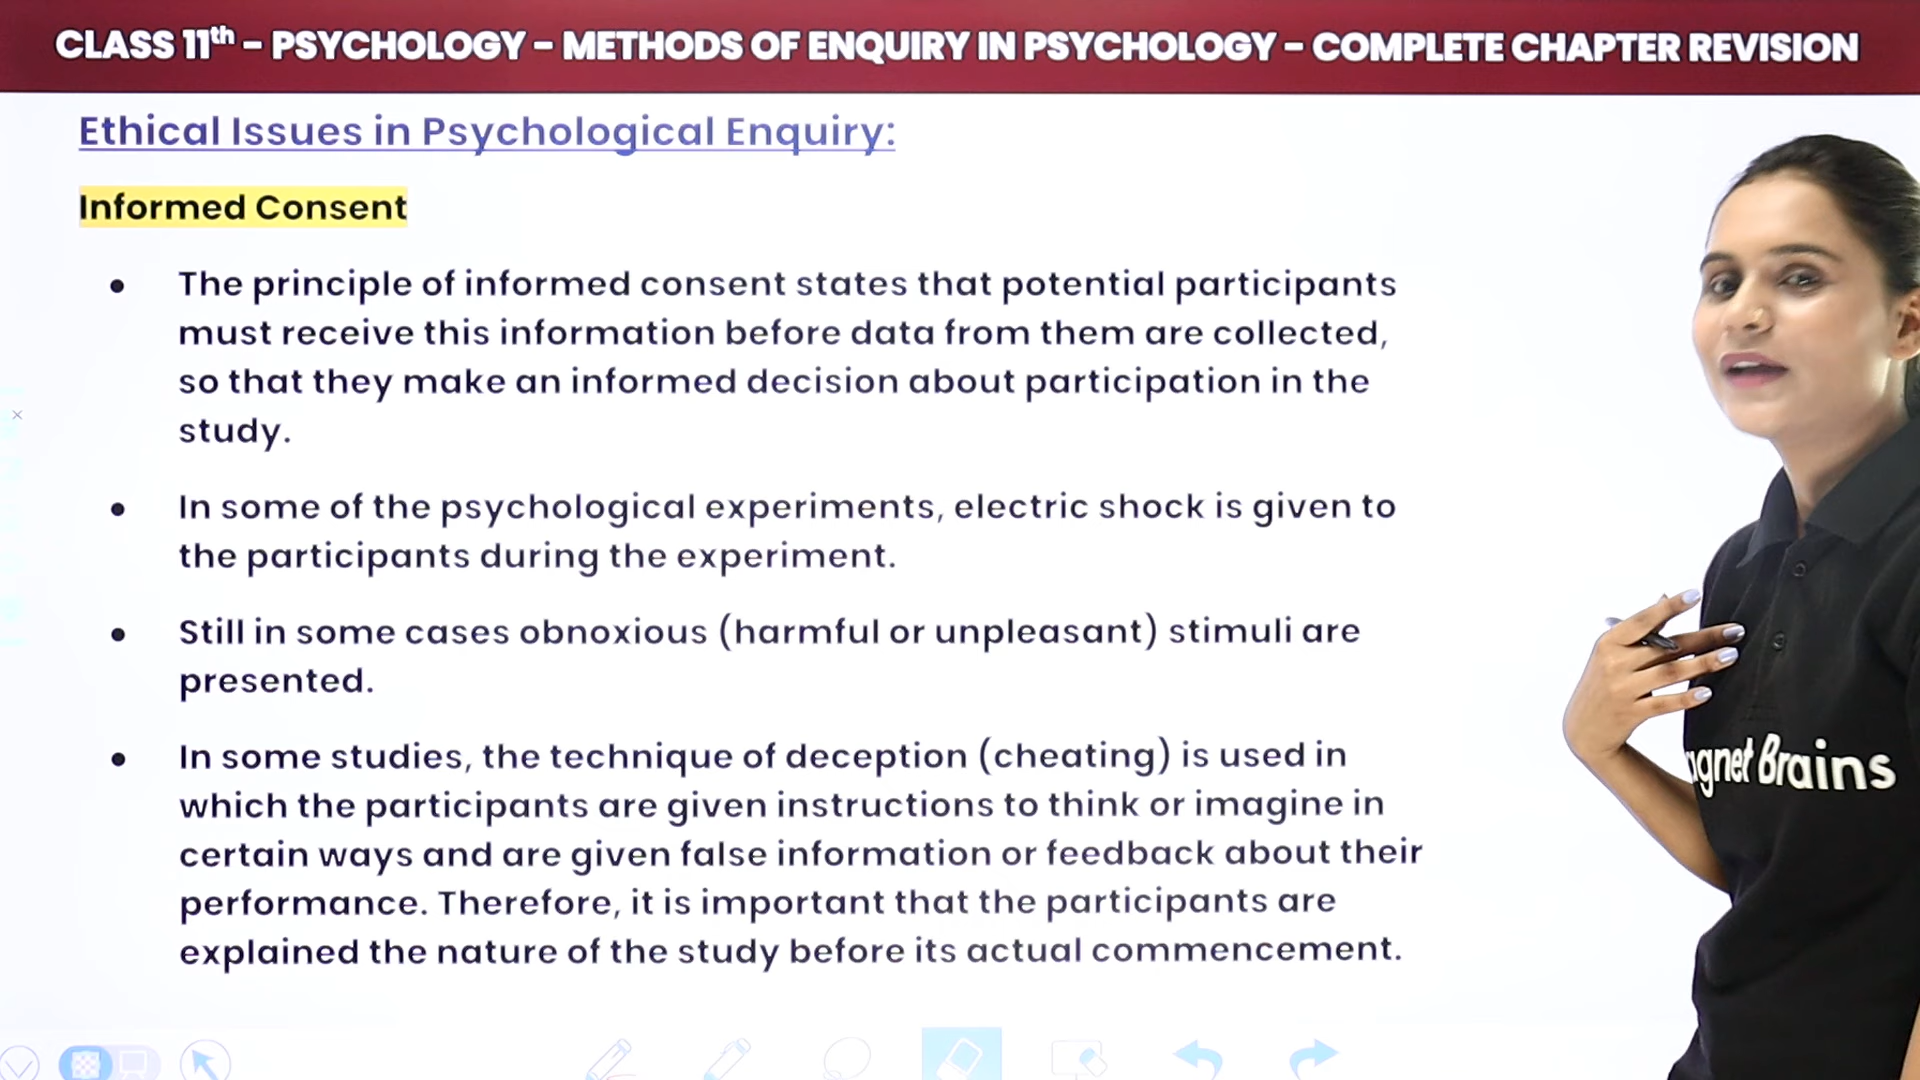 CLASS 11th – PSYCHOLOGY – METHODS OF ENQUIRY IN PSYCHOLOGY – COMPLETE CHAPTER REVISION
Ethical Issues in Psychological Enquiry:
Informed Consent
● The principle of informed consent states that potential participants
must receive this information before data from them are collected,
so that they make an informed decision about participation in the
study.
● In some of the psychological experiments, electric shock is given to
the participants during the experiment.
● Still in some cases obnoxious (harmful or unpleasant) stimuli are
presented.
● In some studies, the technique of deception (cheating) is used in
which the participants are given instructions to think or imagine in
certain ways and are given false information or feedback about their
performance. Therefore, it is important that the participants are
explained the nature of the study before its actual commencement.
agnet Brains